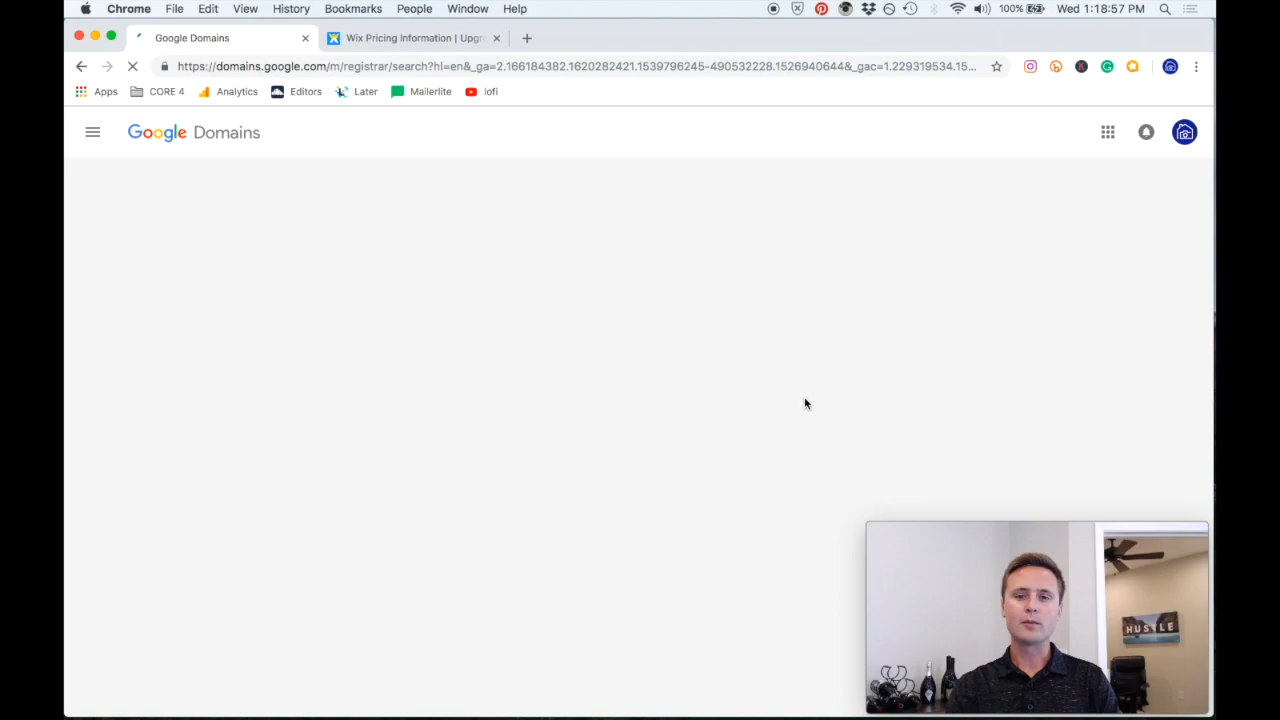 Chrome File Edit View History Bookmarks People Window Help 100% Wed 1:18:57 PM
Google Domains Wix Pricing Information | Upgr
https://domains.google.com/m/registrar/search?hl=en&_ga=2.166184382.1620282421.1539796245-490532228.1526940644&_gac=1.229319534.15...
Apps CORE 4 Analytics Editors Later Mailerlite lofi
Google Domains
HUSTLE